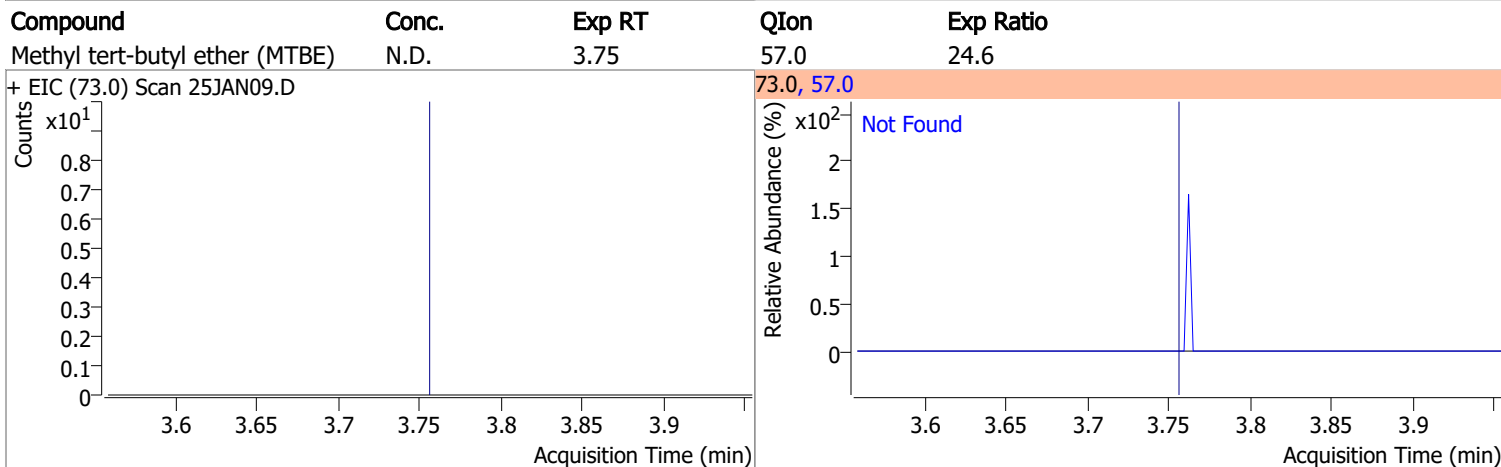 Compound Conc. Exp RT QIon Exp Ratio
Methyl tert-butyl ether (MTBE) N.D. 3.75 57.0 24.6
+ EIC (73.0) Scan 25JAN09.D
Counts
x10¹
0.8
0.7
0.6
0.5
0.4
0.3
0.2
0.1
0
3.6 3.65 3.7 3.75 3.8 3.85 3.9
Acquisition Time (min)
73.0, 57.0
Relative Abundance (%)
x10²
Not Found
2
1.5
1
0.5
0
3.6 3.65 3.7 3.75 3.8 3.85 3.9
Acquisition Time (min)